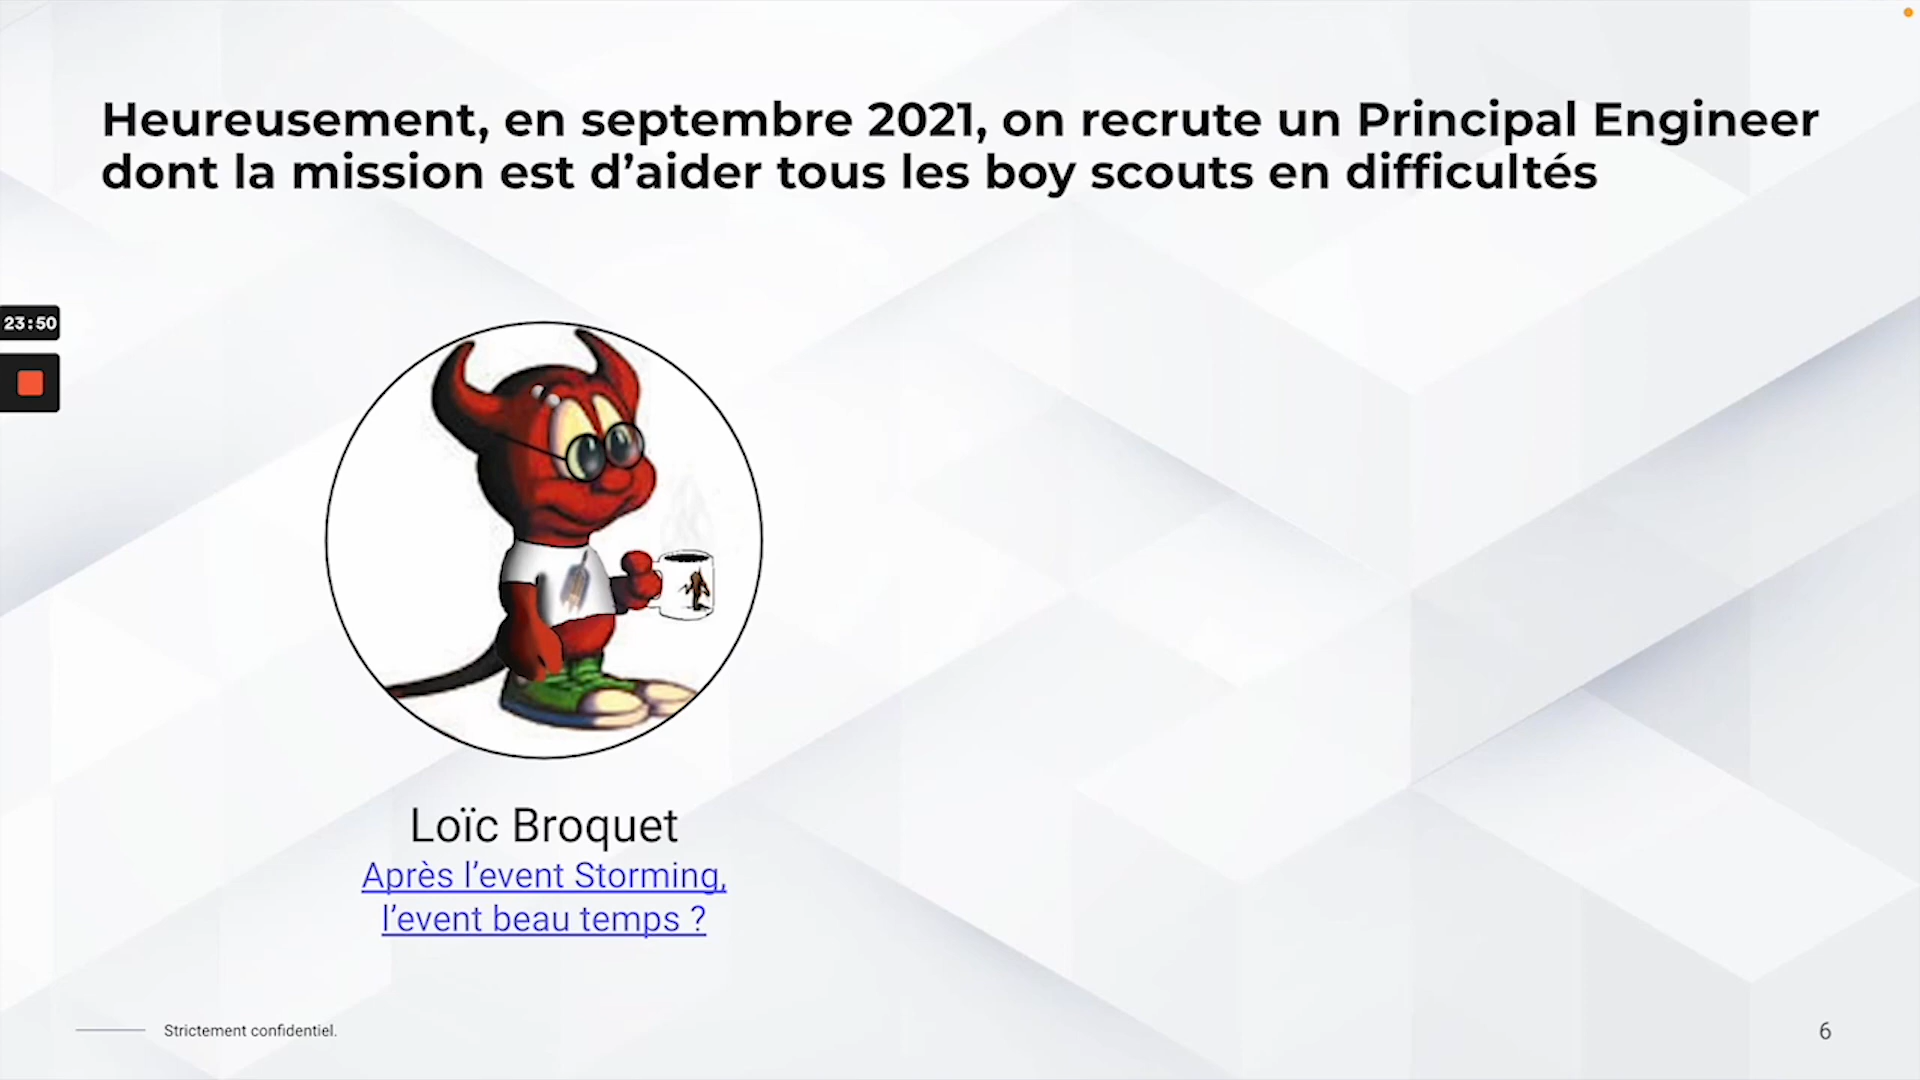 Heureusement, en septembre 2021, on recrute un Principal Engineer
dont la mission est d’aider tous les boy scouts en difficultés
23:50
Loïc Broquet
Après l’event Storming,
l’event beau temps ?
Strictement confidentiel.
6